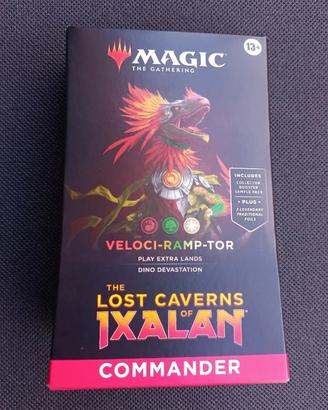 MAGIC
THE GATHERING
13+
INCLUDES
COLLECTOR
BOOSTER
SAMPLE PACK
• PLUS •
2 LEGENDARY
TRADITIONAL
FOILS
VELOCI-RAMP-TOR
PLAY EXTRA LANDS
DINO DEVASTATION
THE
LOST CAVERNS
OF
IXALAN
COMMANDER